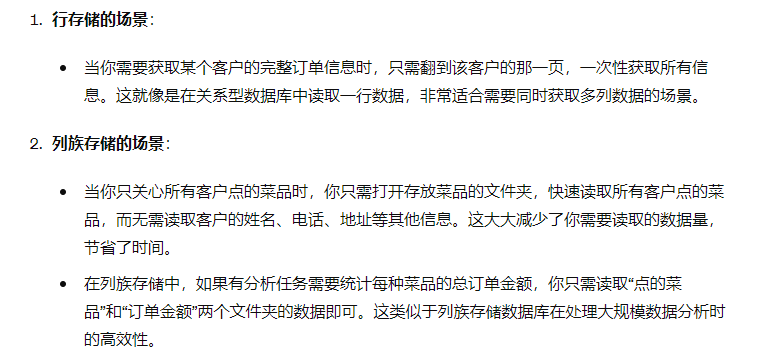 1. 行存储的场景：
• 当你需要获取某个客户的完整订单信息时，只需翻到该客户的那一页，一次性获取所有信
息。这就像是在关系型数据库中读取一行数据，非常适合需要同时获取多列数据的场景。
2. 列族存储的场景：
• 当你只关心所有客户点的菜品时，你只需打开存放菜品的文件夹，快速读取所有客户点的菜
品，而无需读取客户的姓名、电话、地址等其他信息。这大大减少了你需要读取的数据量，
节省了时间。
• 在列族存储中，如果有分析任务需要统计每种菜品的总订单金额，你只需读取“点的菜
品”和“订单金额”两个文件夹的数据即可。这类似于列族存储数据库在处理大规模数据分析时
的高效性。